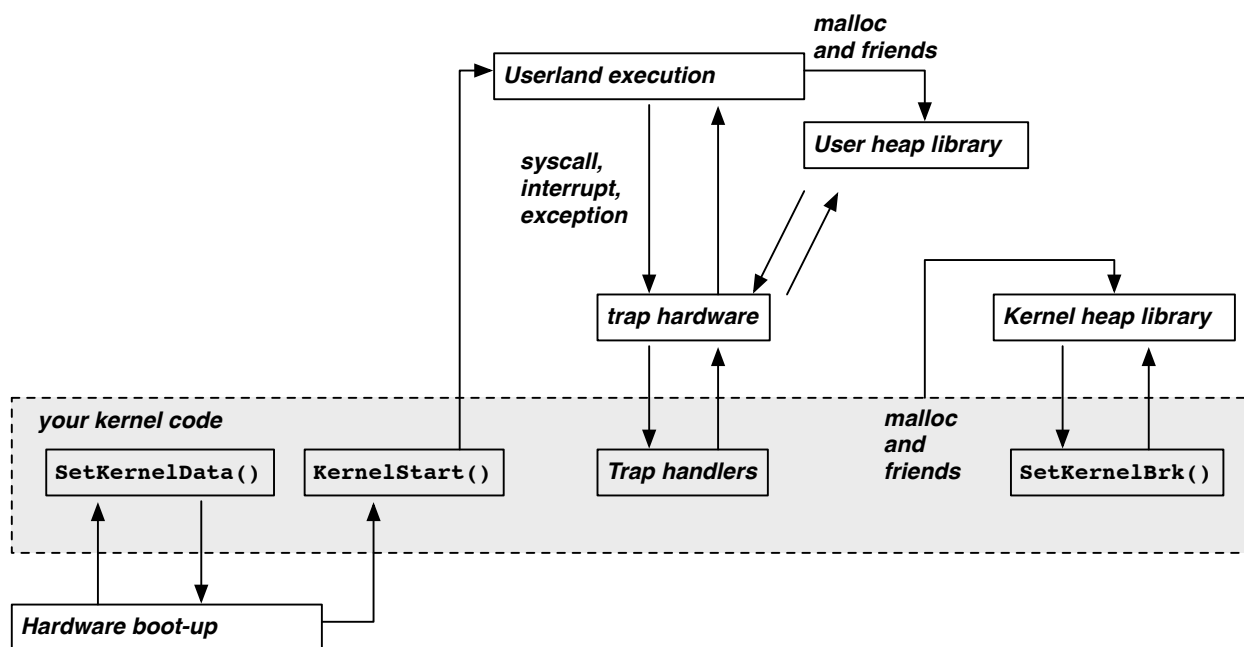 malloc
and friends
Userland execution
User heap library
syscall,
interrupt,
exception
trap hardware
Kernel heap library
your kernel code
malloc
and
friends
SetKernelData()
KernelStart()
Trap handlers
SetKernelBrk()
Hardware boot-up